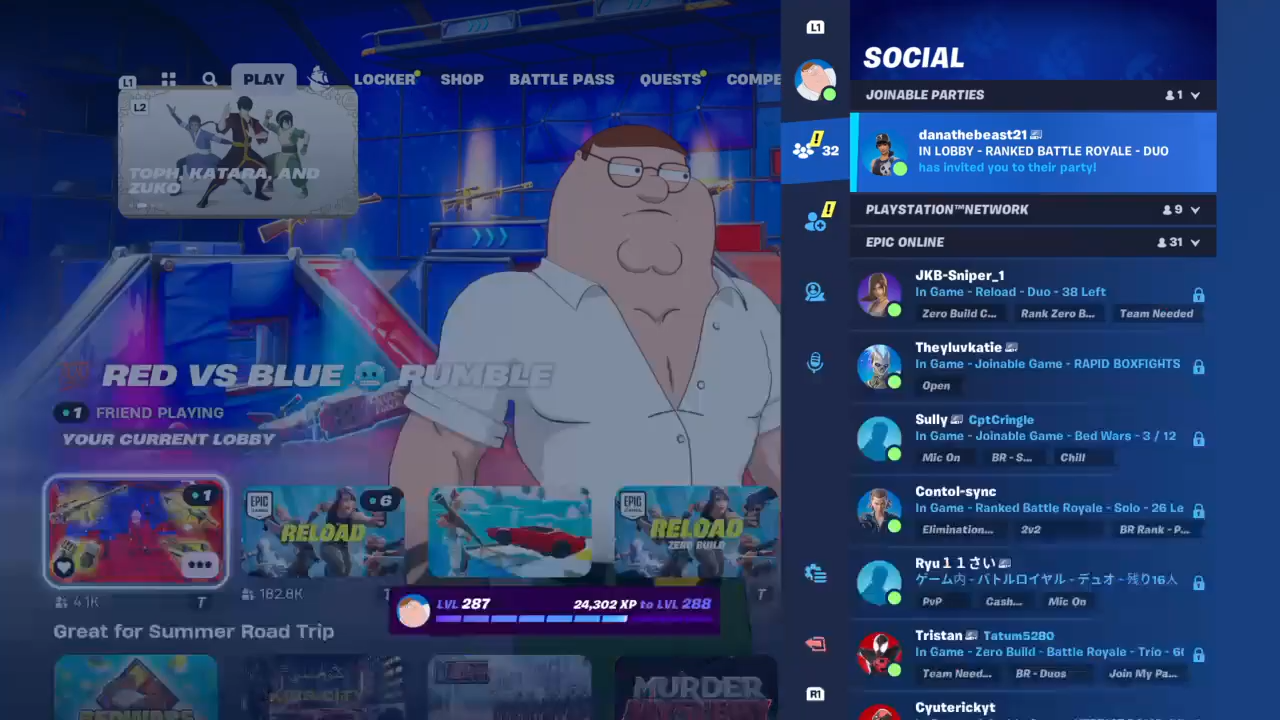 L1
PLAY
LOCKER
SHOP
BATTLE PASS
QUESTS
COMPE
L2
TOPH, KATARA, AND
ZUKO
RED VS BLUE RUMBLE
1 FRIEND PLAYING
YOUR CURRENT LOBBY
1
EPIC GAMES
RELOAD
6
EPIC GAMES
RELOAD
ZERO BUILD
4.1K
T
182.8K
T
LVL 287
24,302 XP to LVL 288
Great for Summer Road Trip
MURDER
MYSTERY
L1
32
R1
SOCIAL
JOINABLE PARTIES
1
danathebeast21
IN LOBBY - RANKED BATTLE ROYALE - DUO
has invited you to their party!
PLAYSTATION™NETWORK
9
EPIC ONLINE
31
JKB-Sniper_1
In Game - Reload - Duo - 38 Left
Zero Build C...
Rank Zero B...
Team Needed
Theyluvkatie
In Game - Joinable Game - RAPID BOXFIGHTS
Open
Sully CptCringle
In Game - Joinable Game - Bed Wars - 3 / 12
Mic On
BR - S...
Chill
Contol-sync
In Game - Ranked Battle Royale - Solo - 26 Le
Elimination...
2v2
BR Rank - P...
Ryu１１さい
ゲーム内 - バトルロイヤル - デュオ - 残り16人
PvP
Cash...
Mic On
Tristan Tatum5280
In Game - Zero Build - Battle Royale - Trio - 6
Team Need...
BR - Duos
Join My Pa...
Cyuterickyt